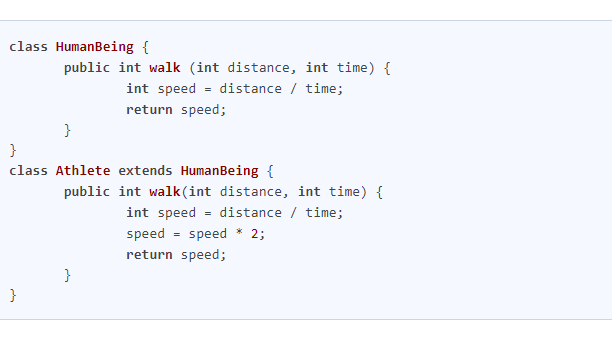 class HumanBeing {
public int walk (int distance, int time) {
int speed = distance / time;
return speed;
}
}
class Athlete extends HumanBeing {
public int walk(int distance, int time) {
int speed = distance / time;
speed = speed * 2;
return speed;
}
}